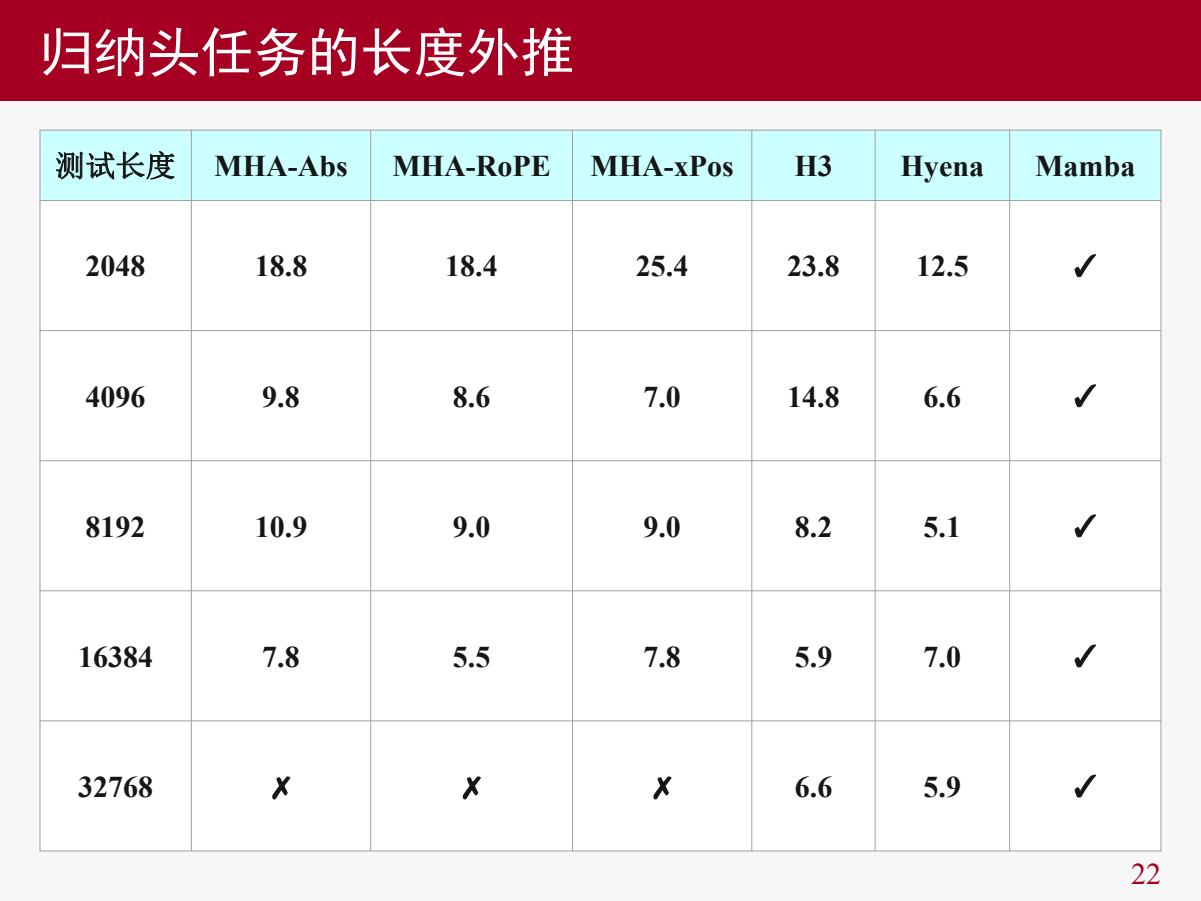 归纳头任务的长度外推
测试长度 MHA-Abs MHA-RoPE MHA-xPos H3 Hyena Mamba
2048 18.8 18.4 25.4 23.8 12.5 ✓
4096 9.8 8.6 7.0 14.8 6.6 ✓
8192 10.9 9.0 9.0 8.2 5.1 ✓
16384 7.8 5.5 7.8 5.9 7.0 ✓
32768 ✗ ✗ ✗ 6.6 5.9 ✓
22